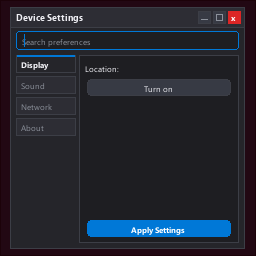 Device Settings
Search preferences
Display
Sound
Network
About
Location:
Turn on
Apply Settings